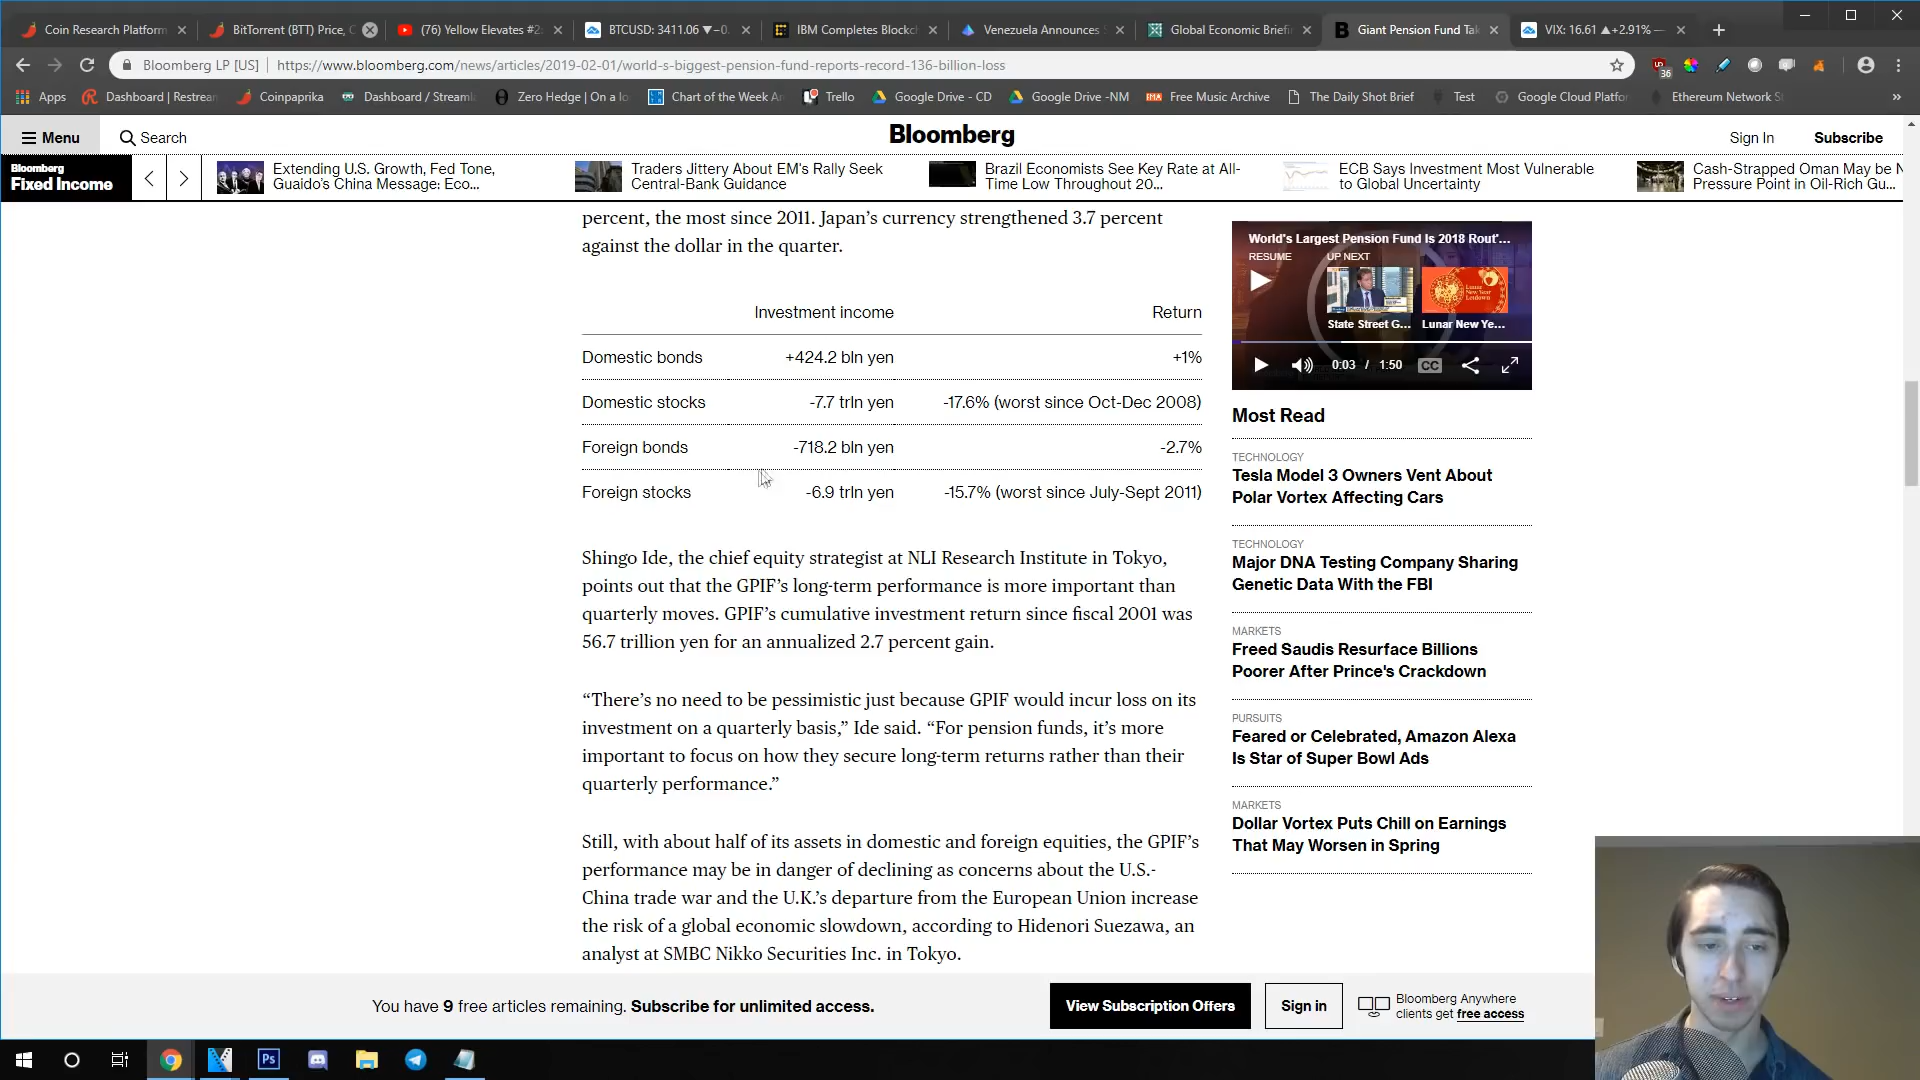 Coin Research Platform
BitTorrent (BTT) Price, C
(76) Yellow Elevates #2
BTCUSD: 3411.06 ▼−0.
IBM Completes Blockc
Venezuela Announces S
Global Economic Briefi
Giant Pension Fund Tak
VIX: 16.61 ▲+2.91% —
Bloomberg LP [US] | https://www.bloomberg.com/news/articles/2019-02-01/world-s-biggest-pension-fund-reports-record-136-billion-loss
36
Apps
Dashboard | Restrea
Coinpaprika
Dashboard / Streaml
Zero Hedge | On a lo
Chart of the Week Ar
Trello
Google Drive - CD
Google Drive -NM
Free Music Archive
The Daily Shot Brief
Test
Google Cloud Platfo
Ethereum Network St
»
Menu
Search
Bloomberg
Sign In
Subscribe
Bloomberg
Fixed Income
Extending U.S. Growth, Fed Tone,
Guaido's China Message: Eco...
Traders Jittery About EM's Rally Seek
Central-Bank Guidance
Brazil Economists See Key Rate at All-
Time Low Throughout 20...
ECB Says Investment Most Vulnerable
to Global Uncertainty
Cash-Strapped Oman May be N
Pressure Point in Oil-Rich Gu...
percent, the most since 2011. Japan's currency strengthened 3.7 percent
against the dollar in the quarter.
Investment income Return
Domestic bonds +424.2 bln yen +1%
Domestic stocks -7.7 trln yen -17.6% (worst since Oct-Dec 2008)
Foreign bonds -718.2 bln yen -2.7%
Foreign stocks -6.9 trln yen -15.7% (worst since July-Sept 2011)
Shingo Ide, the chief equity strategist at NLI Research Institute in Tokyo,
points out that the GPIF's long-term performance is more important than
quarterly moves. GPIF's cumulative investment return since fiscal 2001 was
56.7 trillion yen for an annualized 2.7 percent gain.
“There's no need to be pessimistic just because GPIF would incur loss on its
investment on a quarterly basis,” Ide said. “For pension funds, it's more
important to focus on how they secure long-term returns rather than their
quarterly performance.”
Still, with about half of its assets in domestic and foreign equities, the GPIF's
performance may be in danger of declining as concerns about the U.S.-
China trade war and the U.K.'s departure from the European Union increase
the risk of a global economic slowdown, according to Hidenori Suezawa, an
analyst at SMBC Nikko Securities Inc. in Tokyo.
World's Largest Pension Fund Is 2018 Rout'...
RESUME
UP NEXT
State Street G...
Lunar New Ye...
0:03 / 1:50
CC
Most Read
TECHNOLOGY
Tesla Model 3 Owners Vent About
Polar Vortex Affecting Cars
TECHNOLOGY
Major DNA Testing Company Sharing
Genetic Data With the FBI
MARKETS
Freed Saudis Resurface Billions
Poorer After Prince's Crackdown
PURSUITS
Feared or Celebrated, Amazon Alexa
Is Star of Super Bowl Ads
MARKETS
Dollar Vortex Puts Chill on Earnings
That May Worsen in Spring
You have 9 free articles remaining. Subscribe for unlimited access.
View Subscription Offers
Sign in
Bloomberg Anywhere
clients get free access
Ps